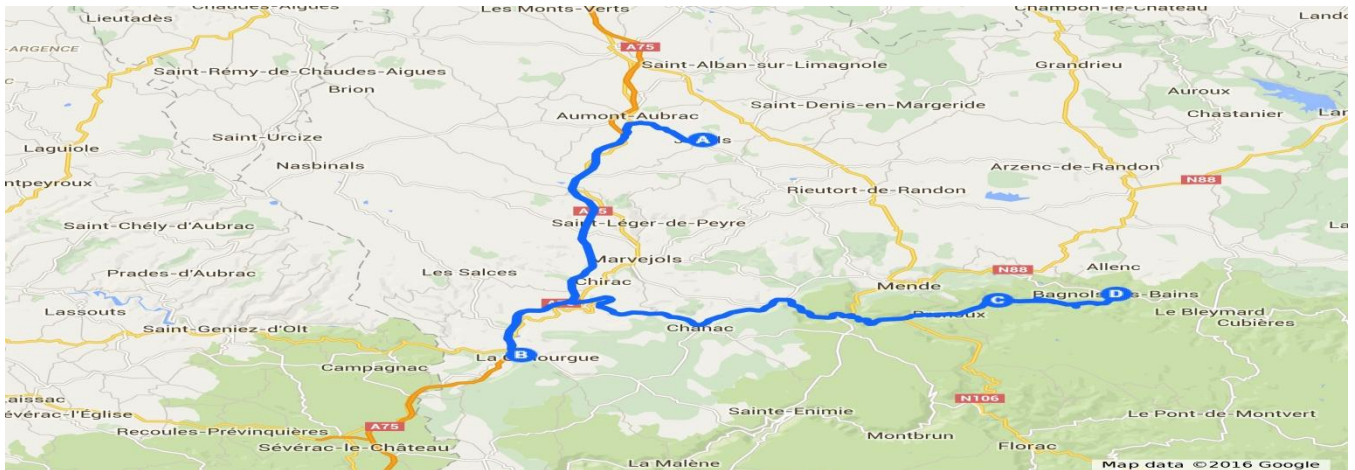 Lieutadès
Chaudes-Aigues
Les Monts-Verts
Chambon-le-Château
ARGENCE
Saint-Rémy-de-Chaudes-Aigues
A75
Saint-Alban-sur-Limagnole
Grandrieu
Brion
Auroux
Saint-Denis-en-Margeride
Chastanier
Aumont-Aubrac
Saint-Urcize
A
Laguiole
Nasbinals
Arzenc-de-Randon
N88
Rieutort-de-Randon
Saint-Léger-de-Peyre
Saint-Chély-d'Aubrac
Marvejols
Allenc
Prades-d'Aubrac
Les Salces
N88
Chirac
Mende
C
D
Lassouts
Le Bleymard
Saint-Geniez-d'Olt
Chanac
Cubières
B
Campagnac
N106
Sainte-Enimie
Le Pont-de-Montvert
A75
Recoules-Prévinquières
Montbrun
Sévérac-le-Château
Florac
La Malène
Map data ©2016 Google